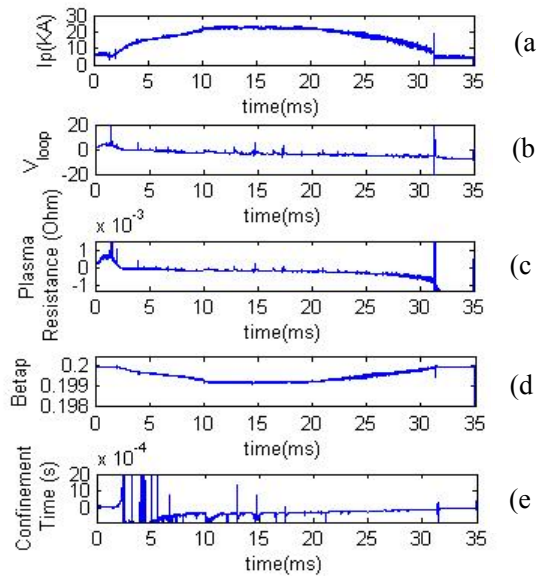 30
20
10
0
Ip(KA)
0 5 10 15 20 25 30 35
time(ms)
(a
20
0
-20
V_loop
0 5 10 15 20 25 30 35
time(ms)
(b
x 10^-3
1
0
-1
Plasma
Resistance (Ohm)
0 5 10 15 20 25 30 35
time(ms)
(c
0.2
0.199
0.198
Betap
0 5 10 15 20 25 30 35
time(ms)
(d
x 10^-4
20
10
0
Confinement
Time (s)
0 5 10 15 20 25 30 35
time(ms)
(e